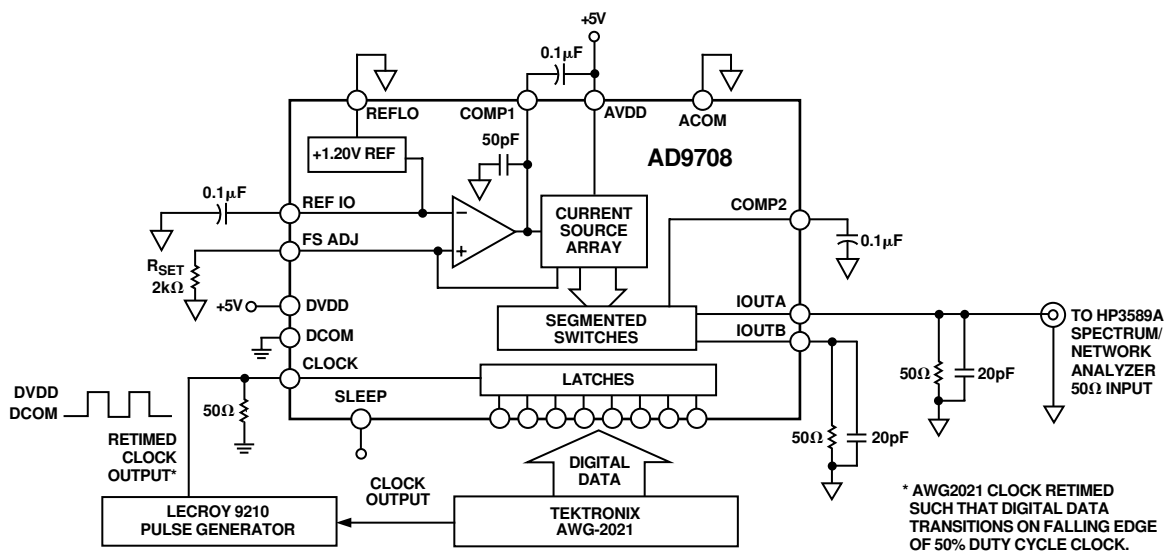 +5V
0.1µF
REFLO
COMP1
AVDD
ACOM
50pF
+1.20V REF
AD9708
0.1µF
REF IO
−
CURRENT
SOURCE
ARRAY
COMP2
FS ADJ
+
0.1µF
RSET
2kΩ
+5V
DVDD
SEGMENTED
SWITCHES
IOUTA
IOUTB
TO HP3589A
SPECTRUM/
NETWORK
ANALYZER
50Ω INPUT
DCOM
CLOCK
LATCHES
50Ω
20pF
DVDD
DCOM
50Ω
SLEEP
50Ω
20pF
RETIMED
CLOCK
OUTPUT*
DIGITAL
DATA
CLOCK
OUTPUT
LECROY 9210
PULSE GENERATOR
TEKTRONIX
AWG-2021
* AWG2021 CLOCK RETIMED
SUCH THAT DIGITAL DATA
TRANSITIONS ON FALLING EDGE
OF 50% DUTY CYCLE CLOCK.